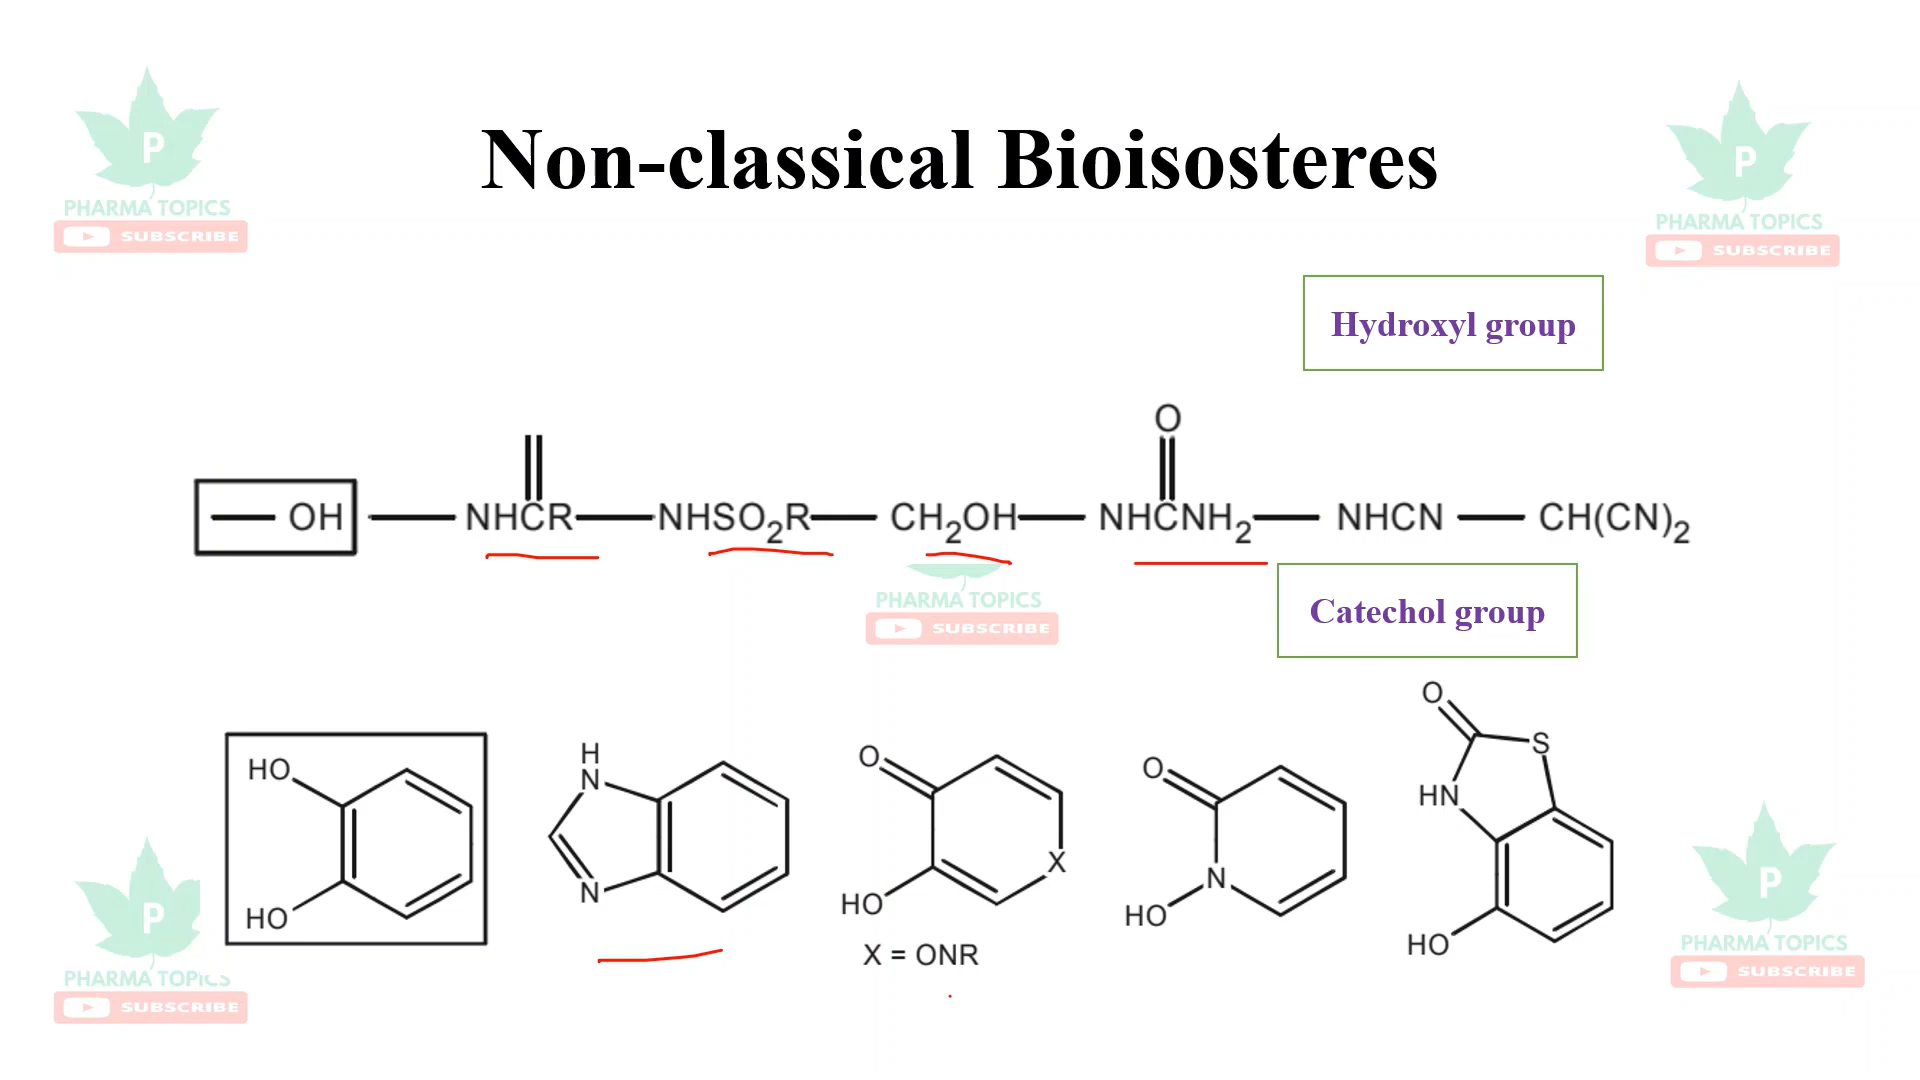 Non-classical Bioisosteres
P
PHARMA TOPICS
SUBSCRIBE
P
PHARMA TOPICS
SUBSCRIBE
Hydroxyl group
O
OH NHCR NHSO2R CH2OH NHCNH2 NHCN CH(CN)2
PHARMA TOPICS
SUBSCRIBE
Catechol group
HO
HO
H
N
N
O
HO
X
X = ONR
O
N
HO
O
S
HN
HO
P
PHARMA TOPICS
SUBSCRIBE
P
PHARMA TOPICS
SUBSCRIBE